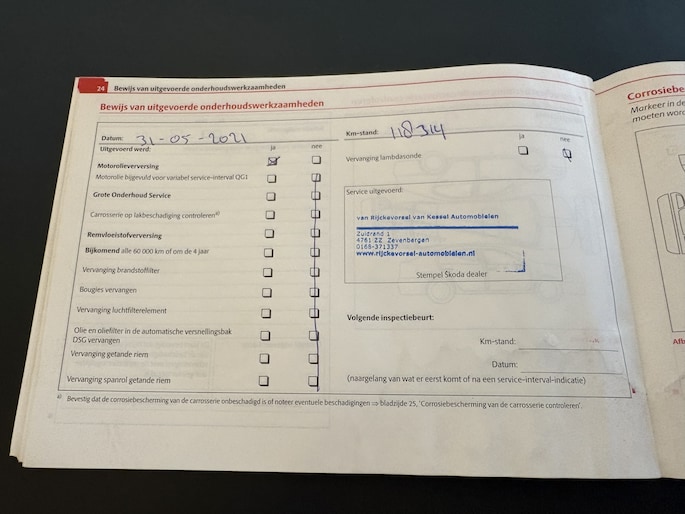 24 Bewijs van uitgevoerde onderhoudswerkzaamheden
Bewijs van uitgevoerde onderhoudswerkzaamheden
Datum: 31-05-2021
Uitgevoerd werd: ja nee
Motorolieverversing
Motorolie bijgevuld voor variabel service-interval QG1
Grote Onderhoud Service
Carrosserie op lakbeschadiging controleren a)
Remvloeistofverversing
Bijkomend alle 60 000 km of om de 4 jaar
Vervanging brandstoffilter
Bougies vervangen
Vervanging luchtfilterelement
Olie en oliefilter in de automatische versnellingsbak
DSG vervangen
Vervanging getande riem
Vervanging spanrol getande riem
Km-stand: 118314
ja nee
Vervanging lambdasonde
Service uitgevoerd:
van Rijckevorsel van Kessel Automobielen
Zuidrand 1
4761 ZZ Zevenbergen
0168-371337
www.rijckevorsel-automobielen.nl
Stempel Škoda dealer
Volgende inspectiebeurt:
Km-stand:
Datum:
(naargelang van wat er eerst komt of na een service-interval-indicatie)
a) Bevestig dat de corrosiebescherming van de carrosserie onbeschadigd is of noteer eventuele beschadigingen ⇒ bladzijde 25, 'Corrosiebescherming van de carrosserie controleren'.
Markeer in de
moeten